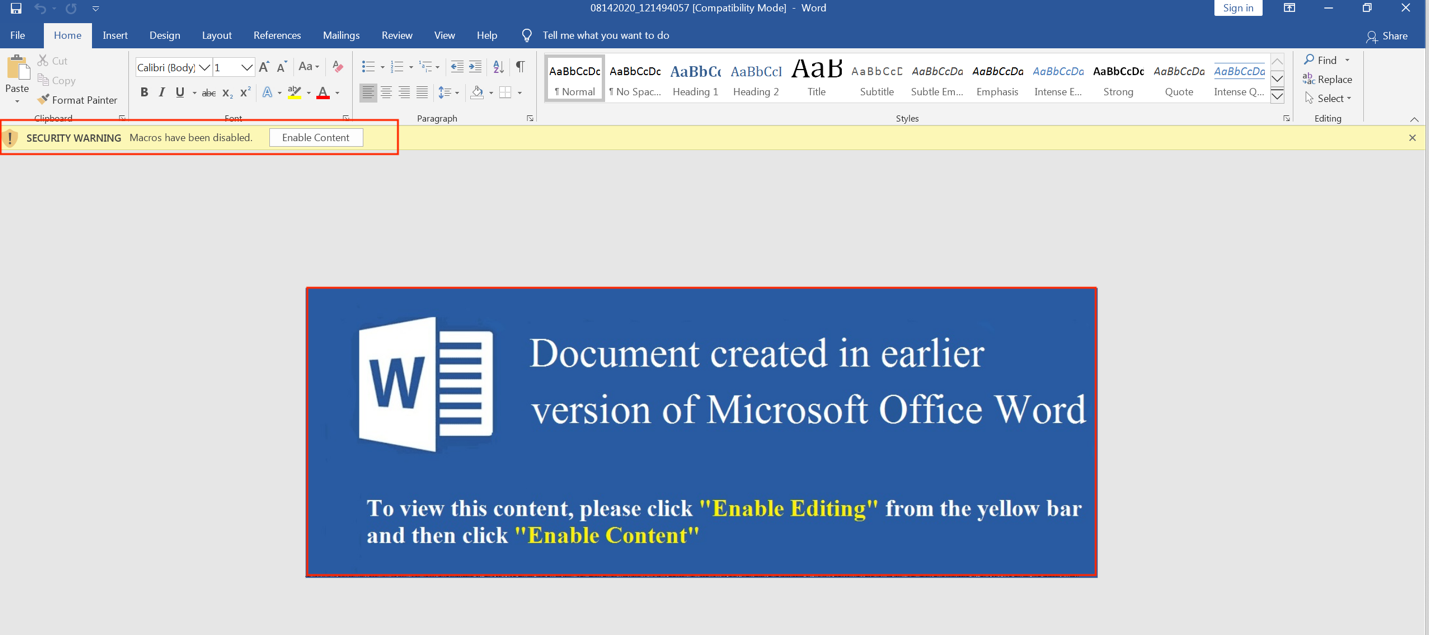 08142020_121494057 [Compatibility Mode] - Word
Sign in
File Home Insert Design Layout References Mailings Review View Help Tell me what you want to do
Share
Paste
Cut
Copy
Format Painter
Clipboard
Calibri (Body) 1
Aa
B I U abc X2 X2 A ab A
Font
Paragraph
AaBbCcDc AaBbCcDc AaBbCc AaBbCcI AaB AaBbCcD AaBbCcDa AaBbCcDa AaBbCcDa AaBbCcDc AaBbCcDa AaBbCcDa
¶ Normal ¶ No Spac... Heading 1 Heading 2 Title Subtitle Subtle Em... Emphasis Intense E... Strong Quote Intense Q...
Styles
Find
Replace
Select
Editing
SECURITY WARNING Macros have been disabled. Enable Content
W
Document created in earlier
version of Microsoft Office Word
To view this content, please click "Enable Editing" from the yellow bar
and then click "Enable Content"